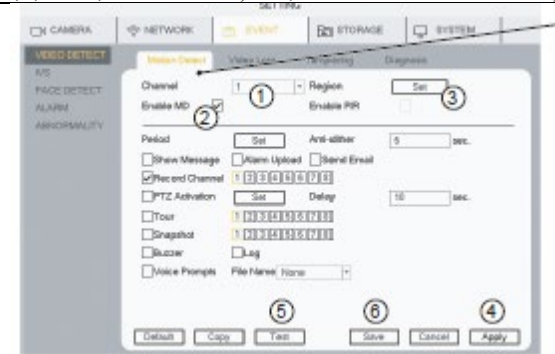 SETTING
CAMERA NETWORK EVENT STORAGE SYSTEM
VIDEO DETECT Motion Detect Video Loss Tampering Diagnosis
IVS
FACE DETECT
ALARM
ABNORMALITY
Channel 1 ① Region Set ③
Enable MD ② Enable PIR
Period Set Anti-dither 5 sec.
Show Message Alarm Upload Send Email
Record Channel 1 2 3 4 5 6 7 8
PTZ Activation Set Delay 10 sec.
Tour 1 2 3 4 5 6 7 8
Snapshot 1 2 3 4 5 6 7 8
Buzzer Log
Voice Prompts File Name None
⑤ ⑥ ④
Default Copy Test Save Cancel Apply